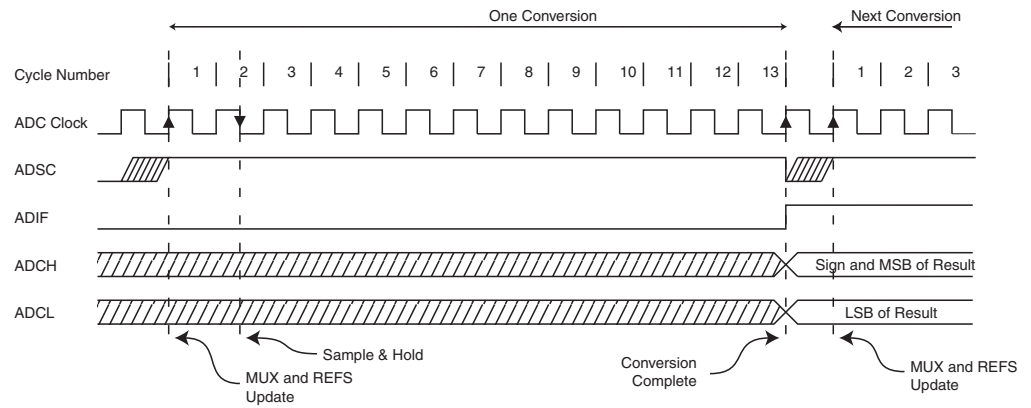 One Conversion
Next Conversion
Cycle Number 1 2 3 4 5 6 7 8 9 10 11 12 13 1 2 3
ADC Clock
ADSC
ADIF
ADCH
Sign and MSB of Result
ADCL
LSB of Result
MUX and REFS
Update
Sample & Hold
Conversion
Complete
MUX and REFS
Update